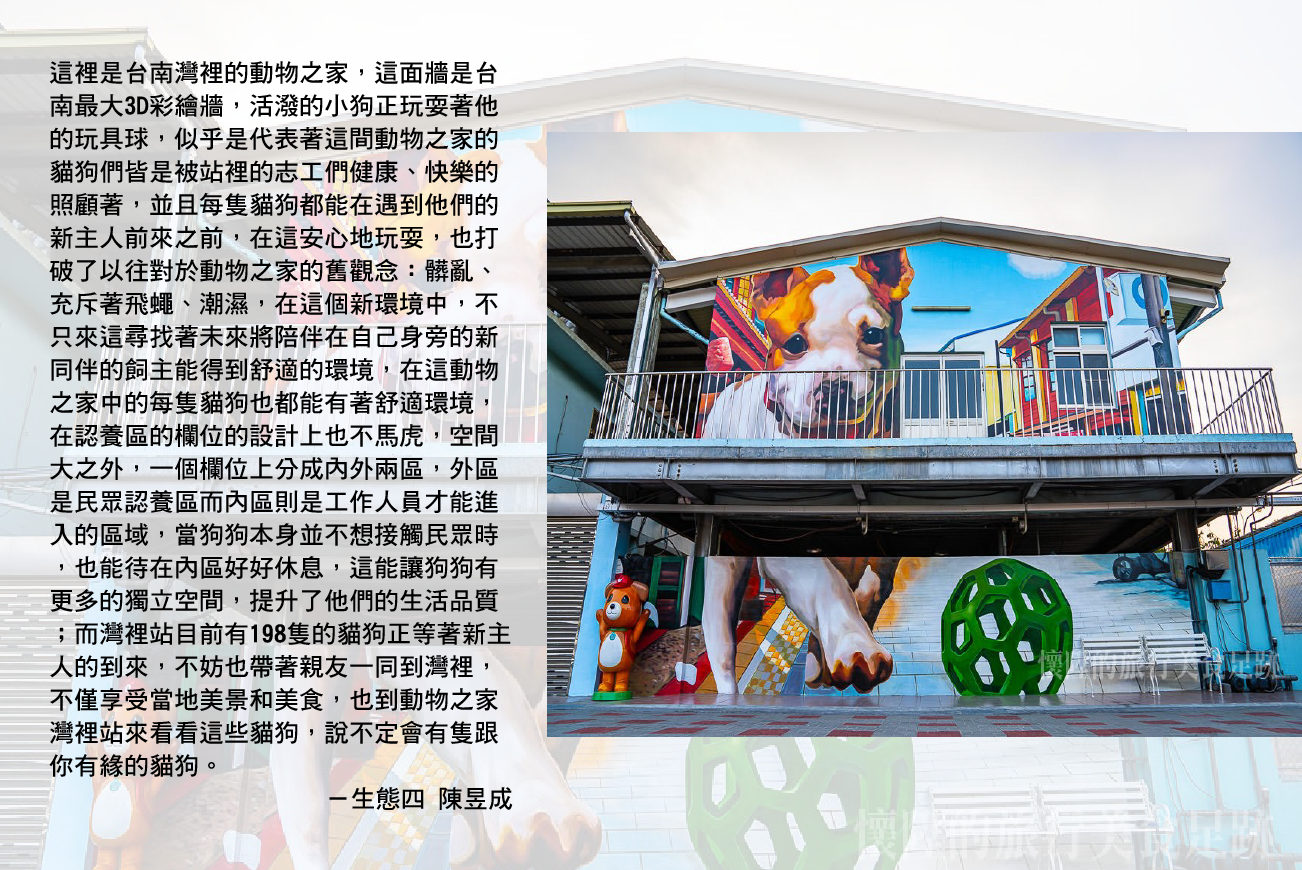 這裡是台南灣裡的動物之家，這面牆是台
南最大3D彩繪牆，活潑的小狗正玩耍著他
的玩具球，似乎是代表著這間動物之家的
貓狗們皆是被站裡的志工們健康、快樂的
照顧著，並且每隻貓狗都能在遇到他們的
新主人前來之前，在這安心地玩耍，也打
破了以往對於動物之家的舊觀念：髒亂、
充斥著飛蠅、潮濕，在這個新環境中，不
只來這尋找著未來將陪伴在自己身旁的新
同伴的飼主能得到舒適的環境，在這動物
之家中的每隻貓狗也都能有著舒適環境，
在認養區的欄位的設計上也不馬虎，空間
大之外，一個欄位上分成內外兩區，外區
是民眾認養區而內區則是工作人員才能進
入的區域，當狗狗本身並不想接觸民眾時
，也能待在內區好好休息，這能讓狗狗有
更多的獨立空間，提升了他們的生活品質
；而灣裡站目前有198隻的貓狗正等著新主
人的到來，不妨也帶著親友一同到灣裡，
不僅享受當地美景和美食，也到動物之家
灣裡站來看看這些貓狗，說不定會有隻跟
你有緣的貓狗。
－生態四 陳昱成